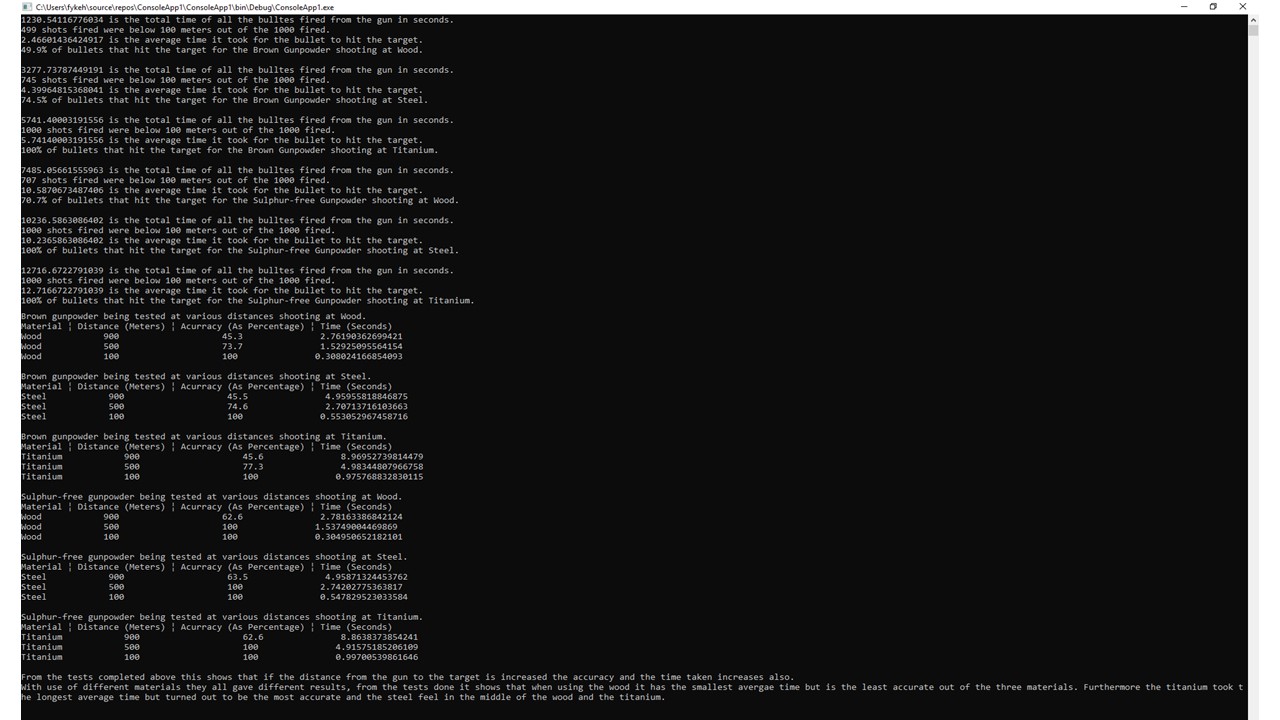 C:\Users\fykeh\source\repos\ConsoleApp1\ConsoleApp1\bin\Debug\ConsoleApp1.exe
1230.54116776034 is the total time of all the bulltes fired from the gun in seconds.
499 shots fired were below 100 meters out of the 1000 fired.
2.46601436424917 is the average time it took for the bullet to hit the target.
49.9% of bullets that hit the target for the Brown Gunpowder shooting at Wood.
3277.73787449191 is the total time of all the bulltes fired from the gun in seconds.
745 shots fired were below 100 meters out of the 1000 fired.
4.39964815368041 is the average time it took for the bullet to hit the target.
74.5% of bullets that hit the target for the Brown Gunpowder shooting at Steel.
5741.40003191556 is the total time of all the bulltes fired from the gun in seconds.
1000 shots fired were below 100 meters out of the 1000 fired.
5.74140003191556 is the average time it took for the bullet to hit the target.
100% of bullets that hit the target for the Brown Gunpowder shooting at Titanium.
7485.05661555963 is the total time of all the bulltes fired from the gun in seconds.
707 shots fired were below 100 meters out of the 1000 fired.
10.5870673487406 is the average time it took for the bullet to hit the target.
70.7% of bullets that hit the target for the Sulphur-free Gunpowder shooting at Wood.
10236.5863086402 is the total time of all the bulltes fired from the gun in seconds.
1000 shots fired were below 100 meters out of the 1000 fired.
10.2365863086402 is the average time it took for the bullet to hit the target.
100% of bullets that hit the target for the Sulphur-free Gunpowder shooting at Steel.
12716.6722791039 is the total time of all the bulltes fired from the gun in seconds.
1000 shots fired were below 100 meters out of the 1000 fired.
12.7166722791039 is the average time it took for the bullet to hit the target.
100% of bullets that hit the target for the Sulphur-free Gunpowder shooting at Titanium.
Brown gunpowder being tested at various distances shooting at Wood.
Material ¦ Distance (Meters) ¦ Acurracy (As Percentage) ¦ Time (Seconds)
Wood 900 45.3 2.76190362699421
Wood 500 73.7 1.52925095564154
Wood 100 100 0.308024166854093
Brown gunpowder being tested at various distances shooting at Steel.
Material ¦ Distance (Meters) ¦ Acurracy (As Percentage) ¦ Time (Seconds)
Steel 900 45.5 4.95955818846875
Steel 500 74.6 2.70713716103663
Steel 100 100 0.553052967458716
Brown gunpowder being tested at various distances shooting at Titanium.
Material ¦ Distance (Meters) ¦ Acurracy (As Percentage) ¦ Time (Seconds)
Titanium 900 45.6 8.96952739814479
Titanium 500 77.3 4.98344807966758
Titanium 100 100 0.975768832830115
Sulphur-free gunpowder being tested at various distances shooting at Wood.
Material ¦ Distance (Meters) ¦ Acurracy (As Percentage) ¦ Time (Seconds)
Wood 900 62.6 2.78163386842124
Wood 500 100 1.53749004469869
Wood 100 100 0.304950652182101
Sulphur-free gunpowder being tested at various distances shooting at Steel.
Material ¦ Distance (Meters) ¦ Acurracy (As Percentage) ¦ Time (Seconds)
Steel 900 63.5 4.95871324453762
Steel 500 100 2.74202775363817
Steel 100 100 0.547829523033584
Sulphur-free gunpowder being tested at various distances shooting at Titanium.
Material ¦ Distance (Meters) ¦ Acurracy (As Percentage) ¦ Time (Seconds)
Titanium 900 62.6 8.8638373854241
Titanium 500 100 4.91575185206109
Titanium 100 100 0.99700539861646
From the tests completed above this shows that if the distance from the gun to the target is increased the accuracy and the time taken increases also.
With use of different materials they all gave different results, from the tests done it shows that when using the wood it has the smallest avergae time but is the least accurate out of the three materials. Furthermore the titanium took t
he longest average time but turned out to be the most accurate and the steel feel in the middle of the wood and the titanium.